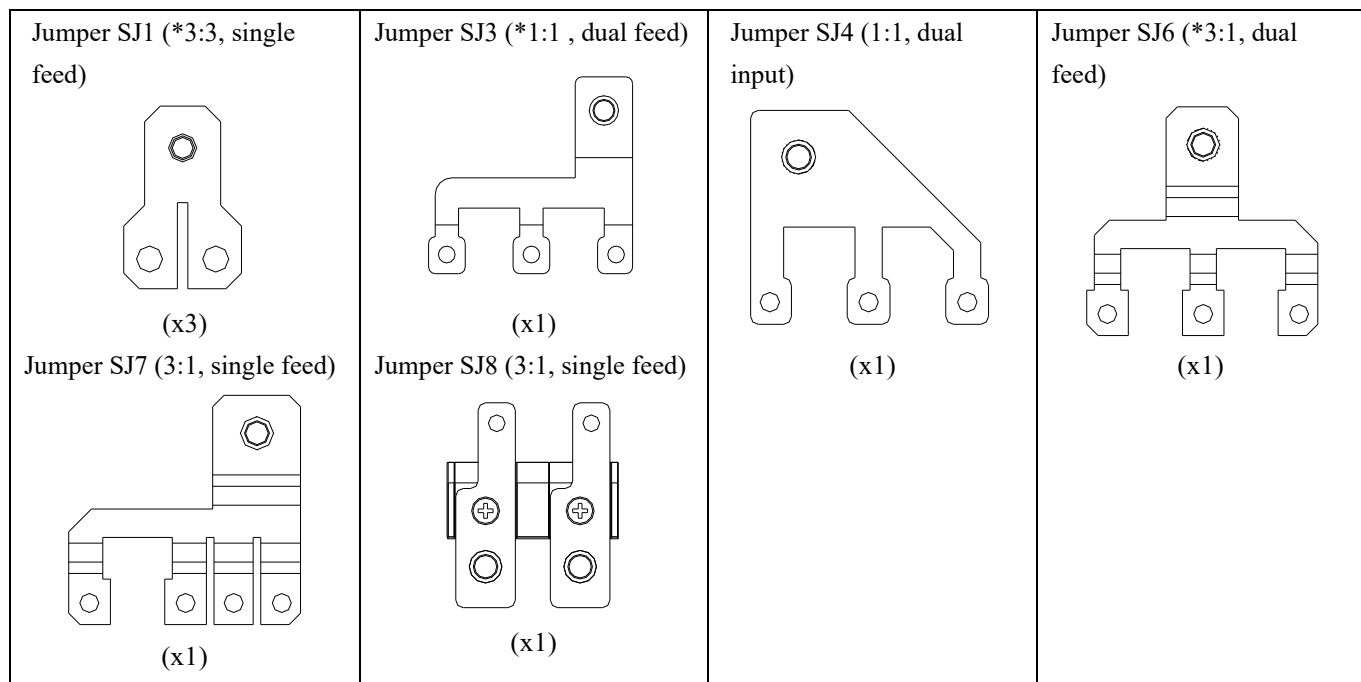 Jumper SJ1 (*3:3, single
feed)
(x3)
Jumper SJ3 (*1:1 , dual feed)
(x1)
Jumper SJ4 (1:1, dual
input)
(x1)
Jumper SJ6 (*3:1, dual
feed)
(x1)
Jumper SJ7 (3:1, single feed)
(x1)
Jumper SJ8 (3:1, single feed)
(x1)